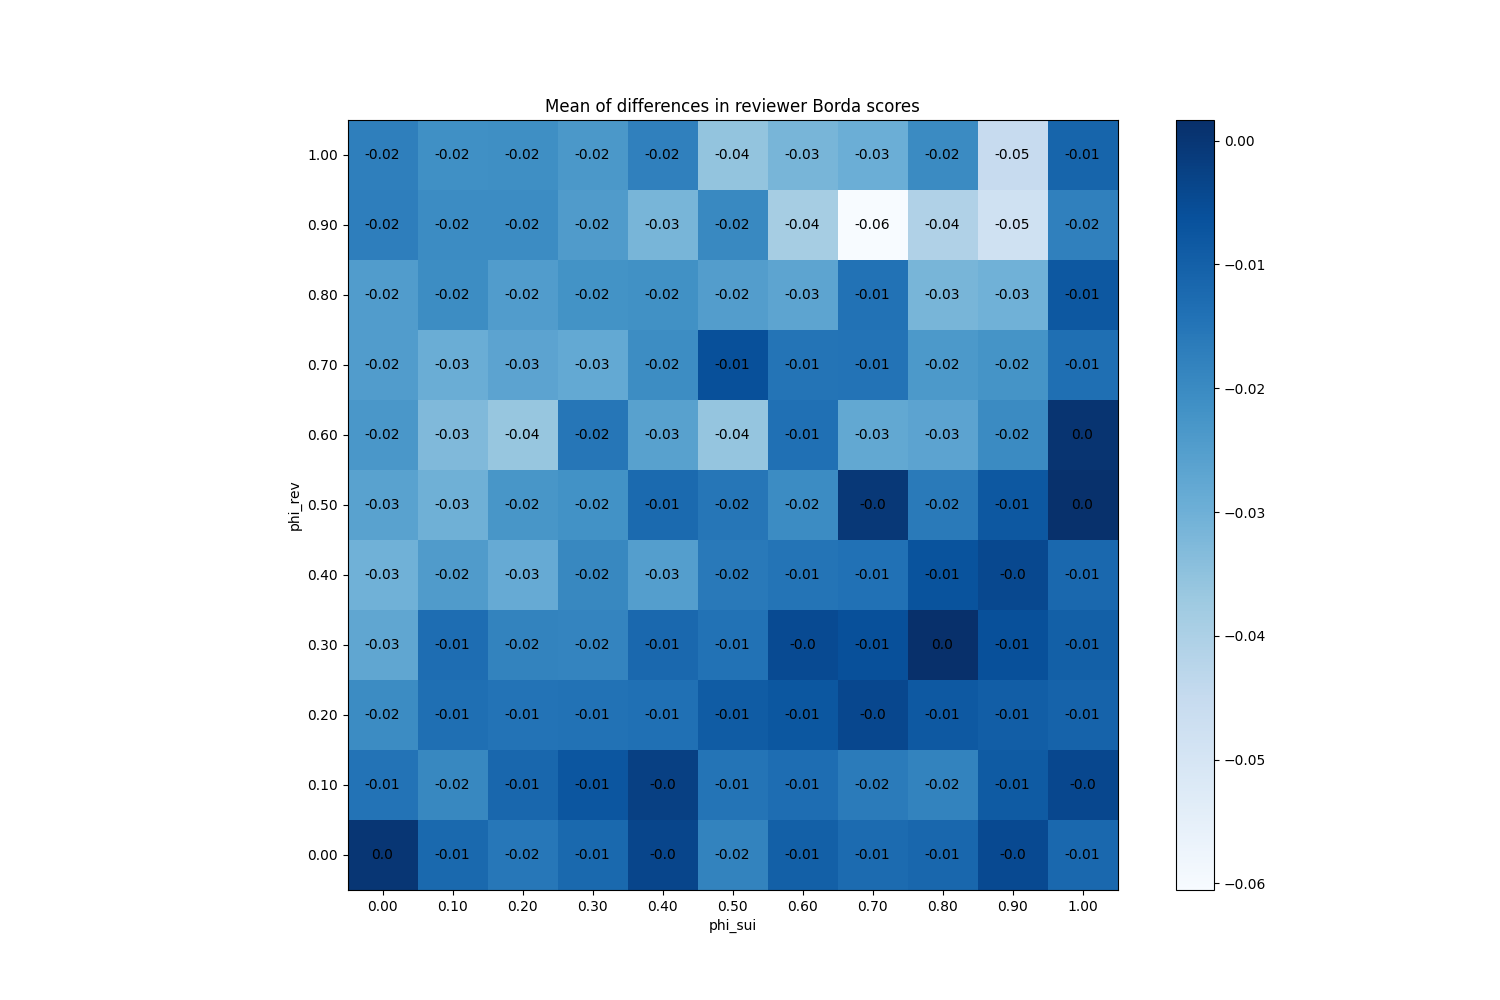 Mean of differences in reviewer Borda scores
1.00 -0.02 -0.02 -0.02 -0.02 -0.02 -0.04 -0.03 -0.03 -0.02 -0.05 -0.01
0.90 -0.02 -0.02 -0.02 -0.02 -0.03 -0.02 -0.04 -0.06 -0.04 -0.05 -0.02
0.80 -0.02 -0.02 -0.02 -0.02 -0.02 -0.02 -0.03 -0.01 -0.03 -0.03 -0.01
0.70 -0.02 -0.03 -0.03 -0.03 -0.02 -0.01 -0.01 -0.01 -0.02 -0.02 -0.01
0.60 -0.02 -0.03 -0.04 -0.02 -0.03 -0.04 -0.01 -0.03 -0.03 -0.02 0.0
0.50 -0.03 -0.03 -0.02 -0.02 -0.01 -0.02 -0.02 -0.0 -0.02 -0.01 0.0
0.40 -0.03 -0.02 -0.03 -0.02 -0.03 -0.02 -0.01 -0.01 -0.01 -0.0 -0.01
0.30 -0.03 -0.01 -0.02 -0.02 -0.01 -0.01 -0.0 -0.01 0.0 -0.01 -0.01
0.20 -0.02 -0.01 -0.01 -0.01 -0.01 -0.01 -0.01 -0.0 -0.01 -0.01 -0.01
0.10 -0.01 -0.02 -0.01 -0.01 -0.0 -0.01 -0.01 -0.02 -0.02 -0.01 -0.0
0.00 0.0 -0.01 -0.02 -0.01 -0.0 -0.02 -0.01 -0.01 -0.01 -0.0 -0.01
0.00 0.10 0.20 0.30 0.40 0.50 0.60 0.70 0.80 0.90 1.00
phi_sui
phi_rev
0.00
−0.01
−0.02
−0.03
−0.04
−0.05
−0.06